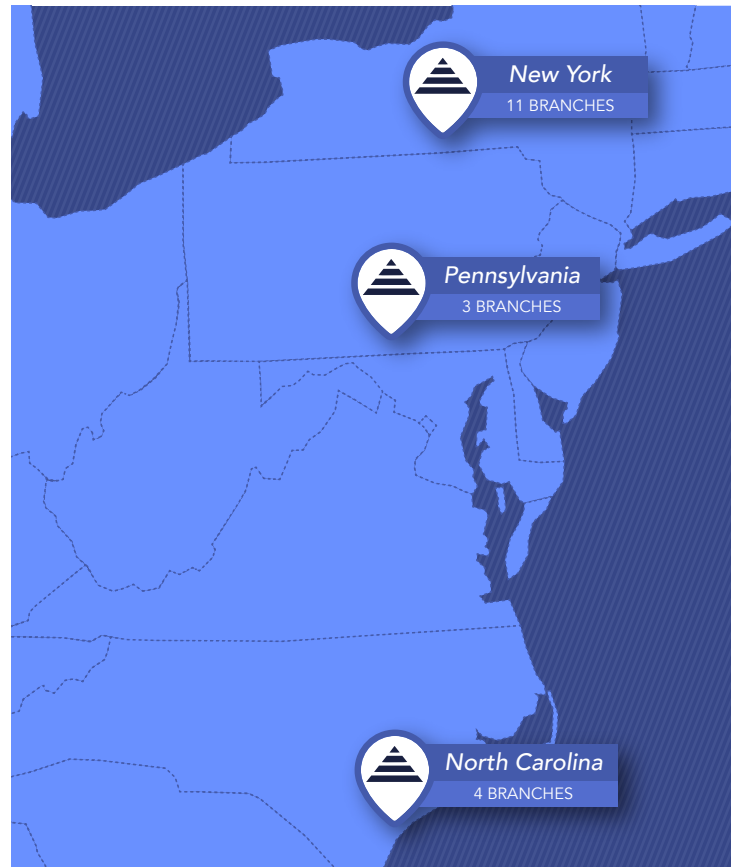 New York
11 BRANCHES
Pennsylvania
3 BRANCHES
North Carolina
4 BRANCHES